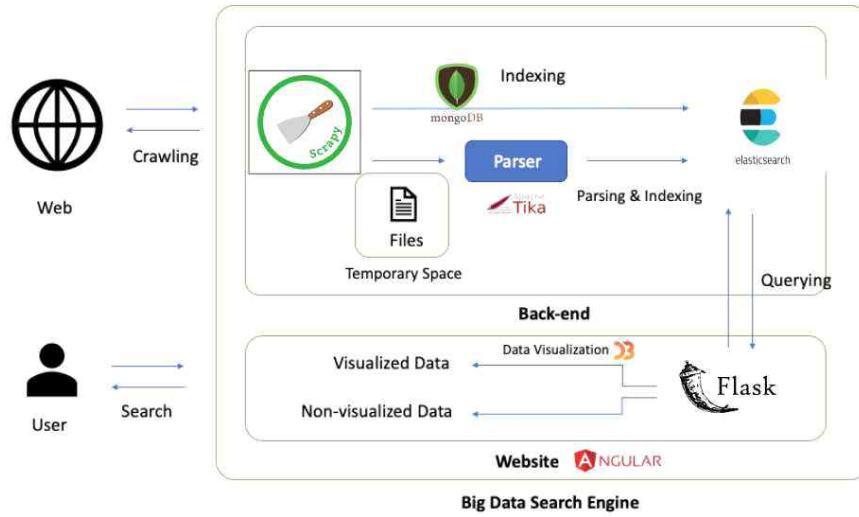 Indexing
mongoDB
Scrapy
elasticsearch
Crawling
Web
Parser
APACHE
Tika
Parsing & Indexing
Files
Temporary Space
Querying
Back-end
Data Visualization
Visualized Data
Flask
Non-visualized Data
User
Search
Website
ANGULAR
Big Data Search Engine